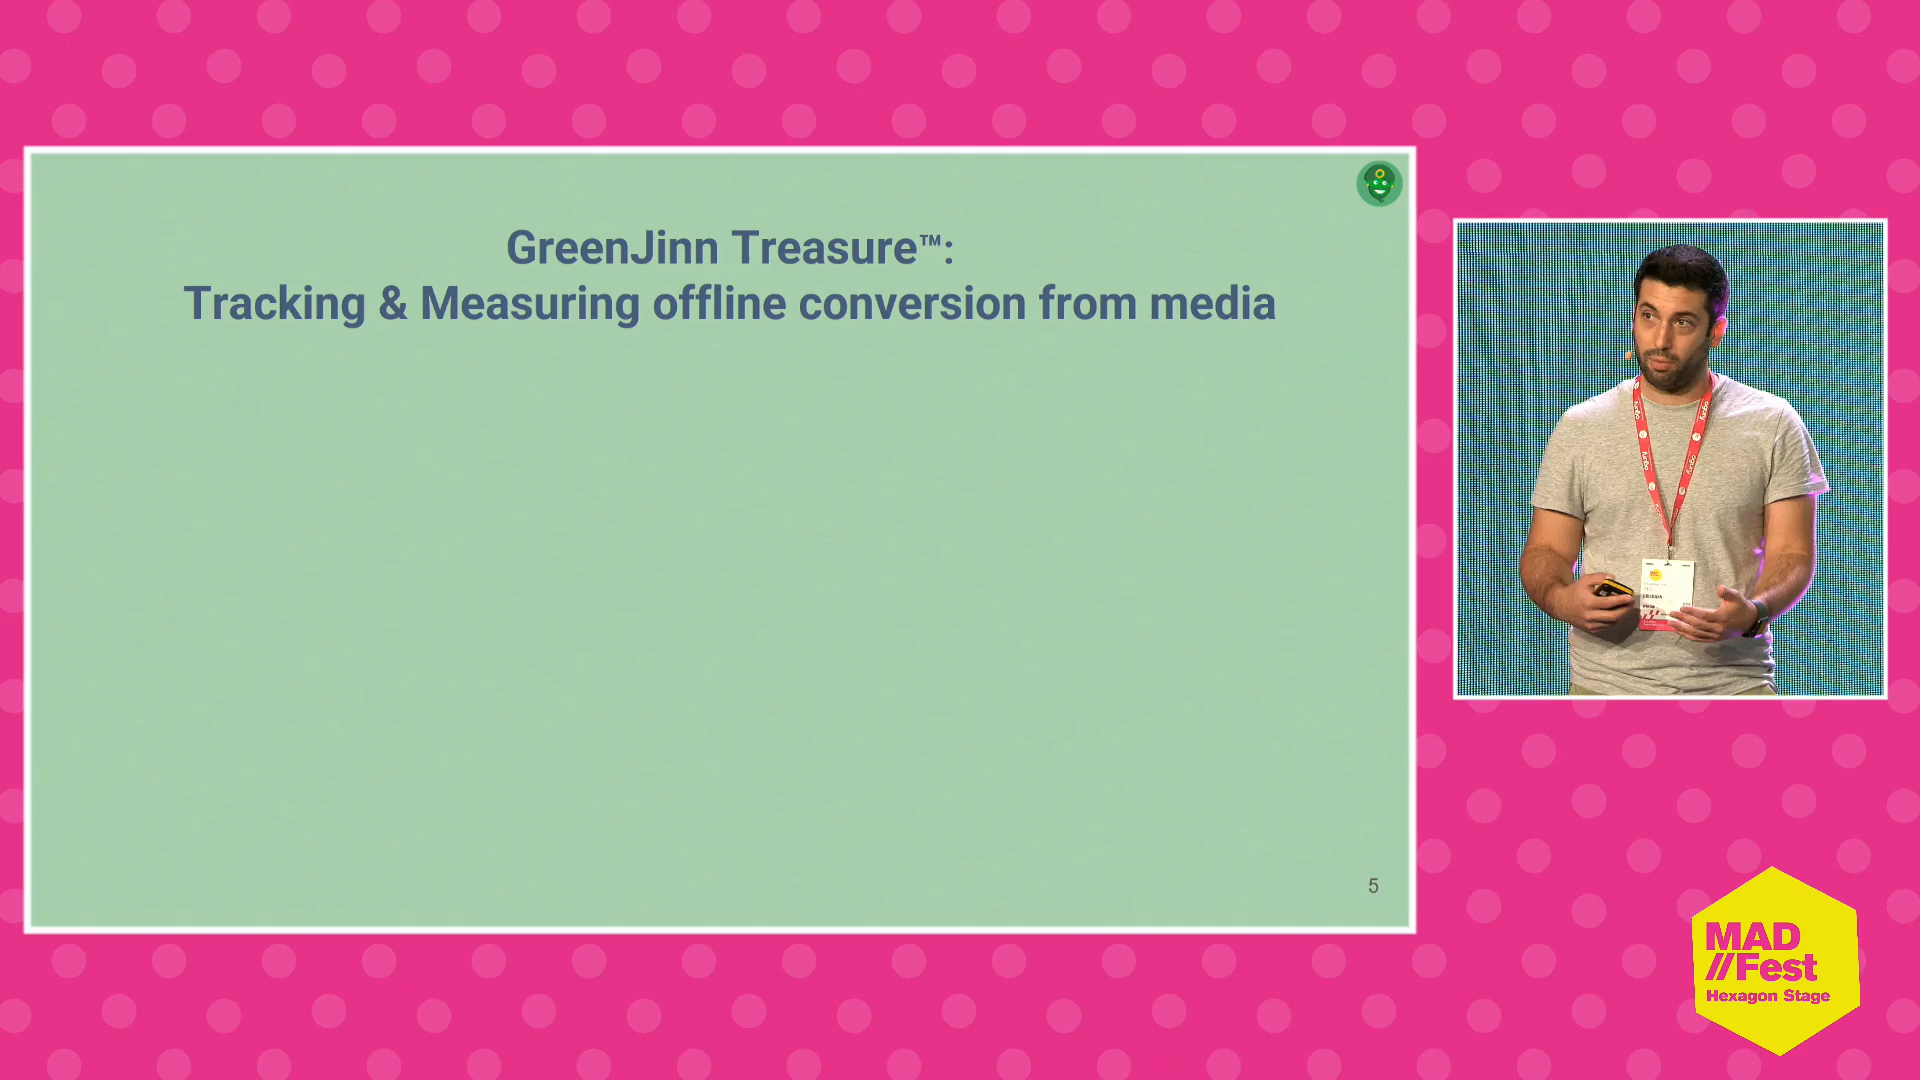 GreenJinn Treasure™:
Tracking & Measuring offline conversion from media
5
MAD
//Fest
Hexagon Stage